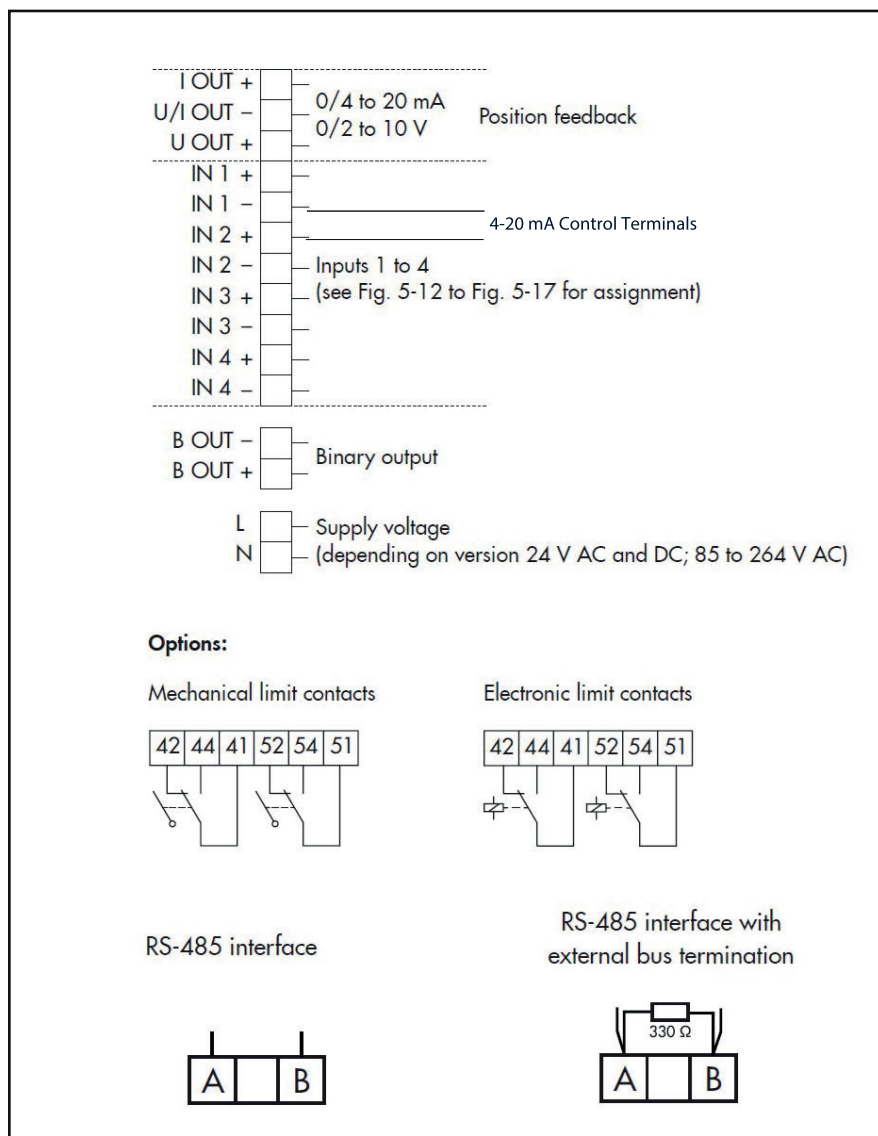 I OUT +
U/I OUT –
U OUT +
0/4 to 20 mA
0/2 to 10 V
Position feedback
IN 1 +
IN 1 –
IN 2 +
IN 2 –
IN 3 +
IN 3 –
IN 4 +
IN 4 –
4-20 mA Control Terminals
Inputs 1 to 4
(see Fig. 5-12 to Fig. 5-17 for assignment)
B OUT –
B OUT +
Binary output
L
N
Supply voltage
(depending on version 24 V AC and DC; 85 to 264 V AC)
Options:
Mechanical limit contacts
42 44 41 52 54 51
Electronic limit contacts
42 44 41 52 54 51
RS-485 interface
A B
RS-485 interface with
external bus termination
330 Ω
A B